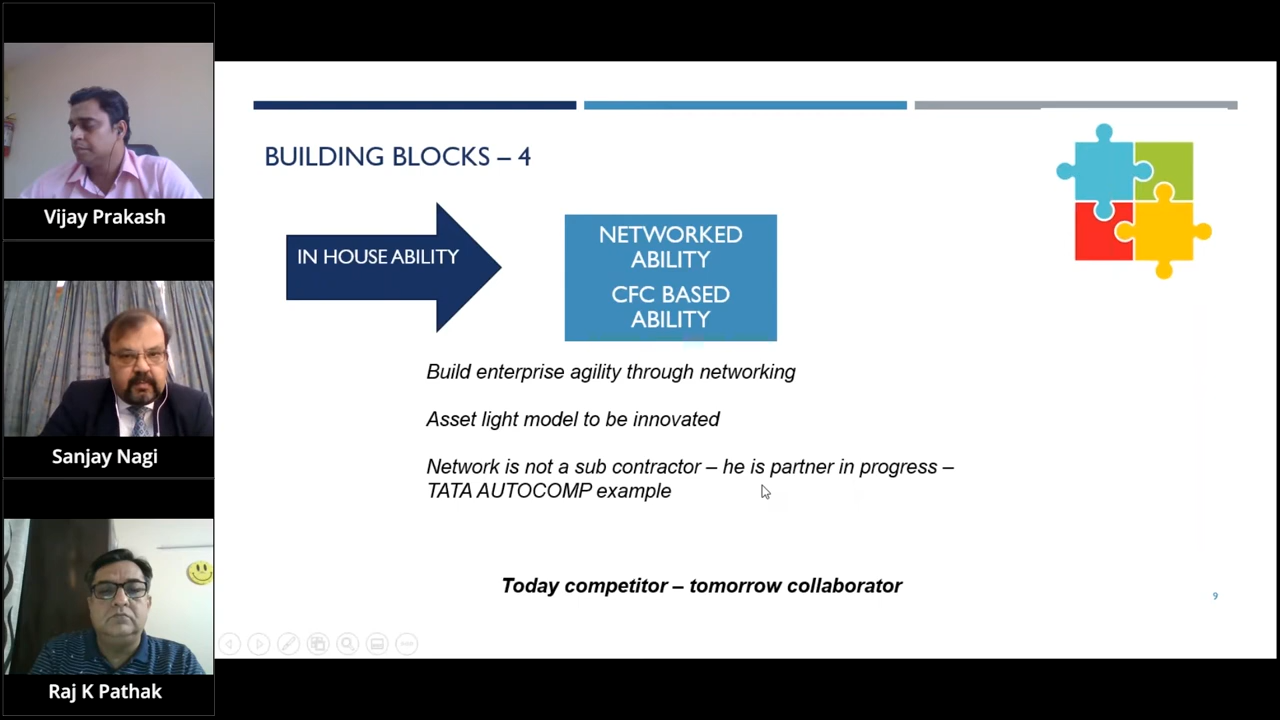 Vijay Prakash
Sanjay Nagi
Raj K Pathak
BUILDING BLOCKS – 4
IN HOUSE ABILITY
NETWORKED
ABILITY
CFC BASED
ABILITY
Build enterprise agility through networking
Asset light model to be innovated
Network is not a sub contractor – he is partner in progress –
TATA AUTOCOMP example
Today competitor – tomorrow collaborator
9